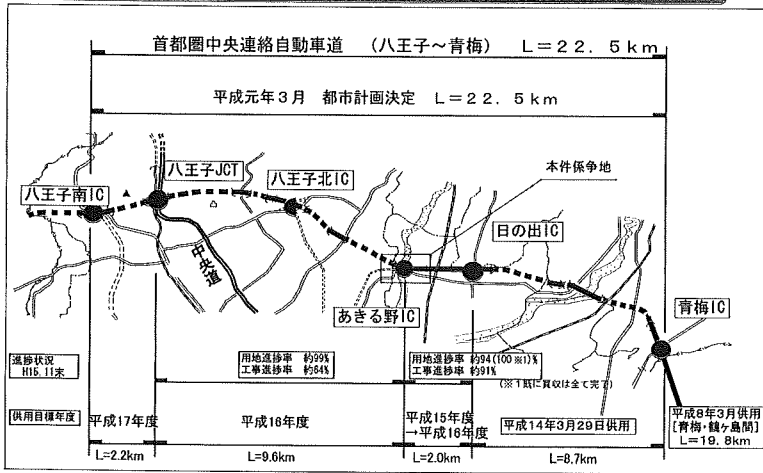 首都圏中央連絡自動車道 (八王子～青梅) L=22.5km
平成元年3月 都市計画決定 L=22.5km
本件係争地
八王子南IC
八王子JCT
八王子北IC
日の出IC
中央道
あきる野IC
青梅IC
進捗状況
H15.11末
用地進捗率 約99%
工事進捗率 約64%
用地進捗率 約94(100※1)%
工事進捗率 約91%
(※1既に買収は全て完了)
供用目標年度
平成17年度
平成16年度
平成15年度
→平成16年度
平成14年3月29日供用
平成8年3月供用
[青梅・鶴ヶ島間]
L=19.8km
L=2.2km
L=9.6km
L=2.0km
L=8.7km